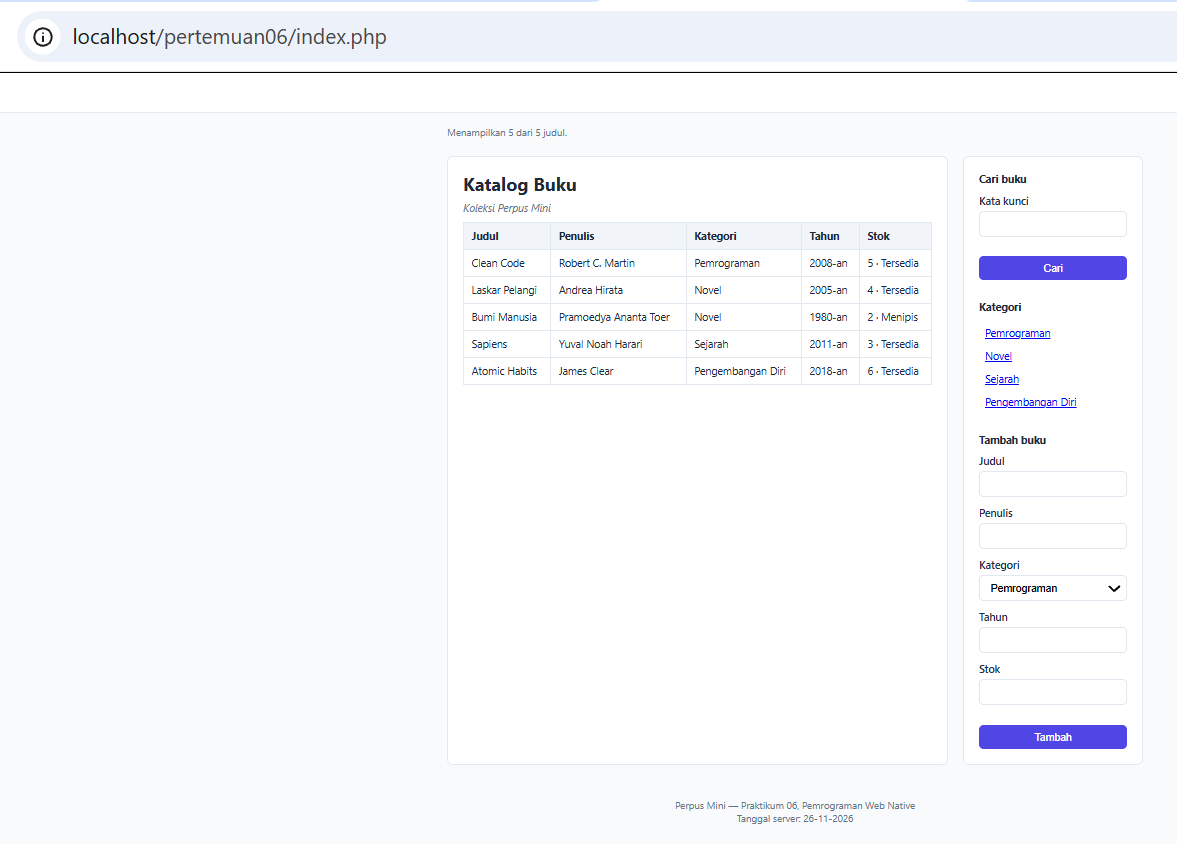 localhost/pertemuan06/index.php
Menampilkan 5 dari 5 judul.
Katalog Buku
Koleksi Perpus Mini
Judul Penulis Kategori Tahun Stok
Clean Code Robert C. Martin Pemrograman 2008-an 5 · Tersedia
Laskar Pelangi Andrea Hirata Novel 2005-an 4 · Tersedia
Bumi Manusia Pramoedya Ananta Toer Novel 1980-an 2 · Menipis
Sapiens Yuval Noah Harari Sejarah 2011-an 3 · Tersedia
Atomic Habits James Clear Pengembangan Diri 2018-an 6 · Tersedia
Cari buku
Kata kunci
Cari
Kategori
Pemrograman
Novel
Sejarah
Pengembangan Diri
Tambah buku
Judul
Penulis
Kategori
Pemrograman
Tahun
Stok
Tambah
Perpus Mini — Praktikum 06, Pemrograman Web Native
Tanggal server: 26-11-2026